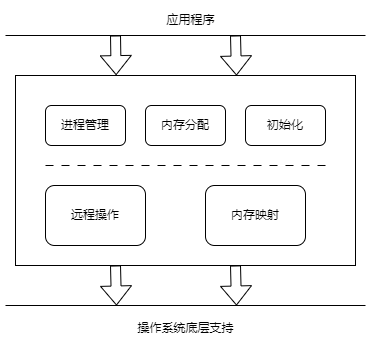 应用程序
进程管理
内存分配
初始化
远程操作
内存映射
操作系统底层支持